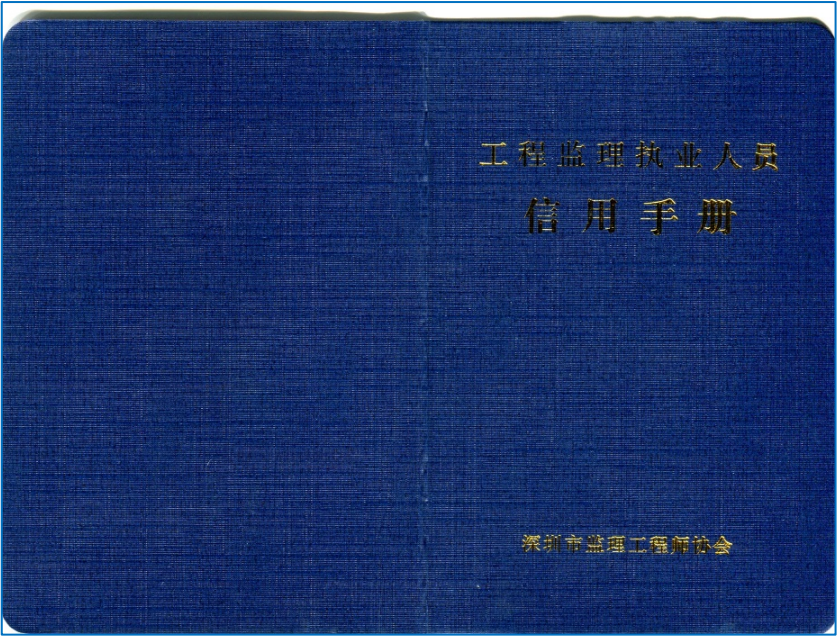 工程监理执业人员
信用手册
深圳市监理工程师协会